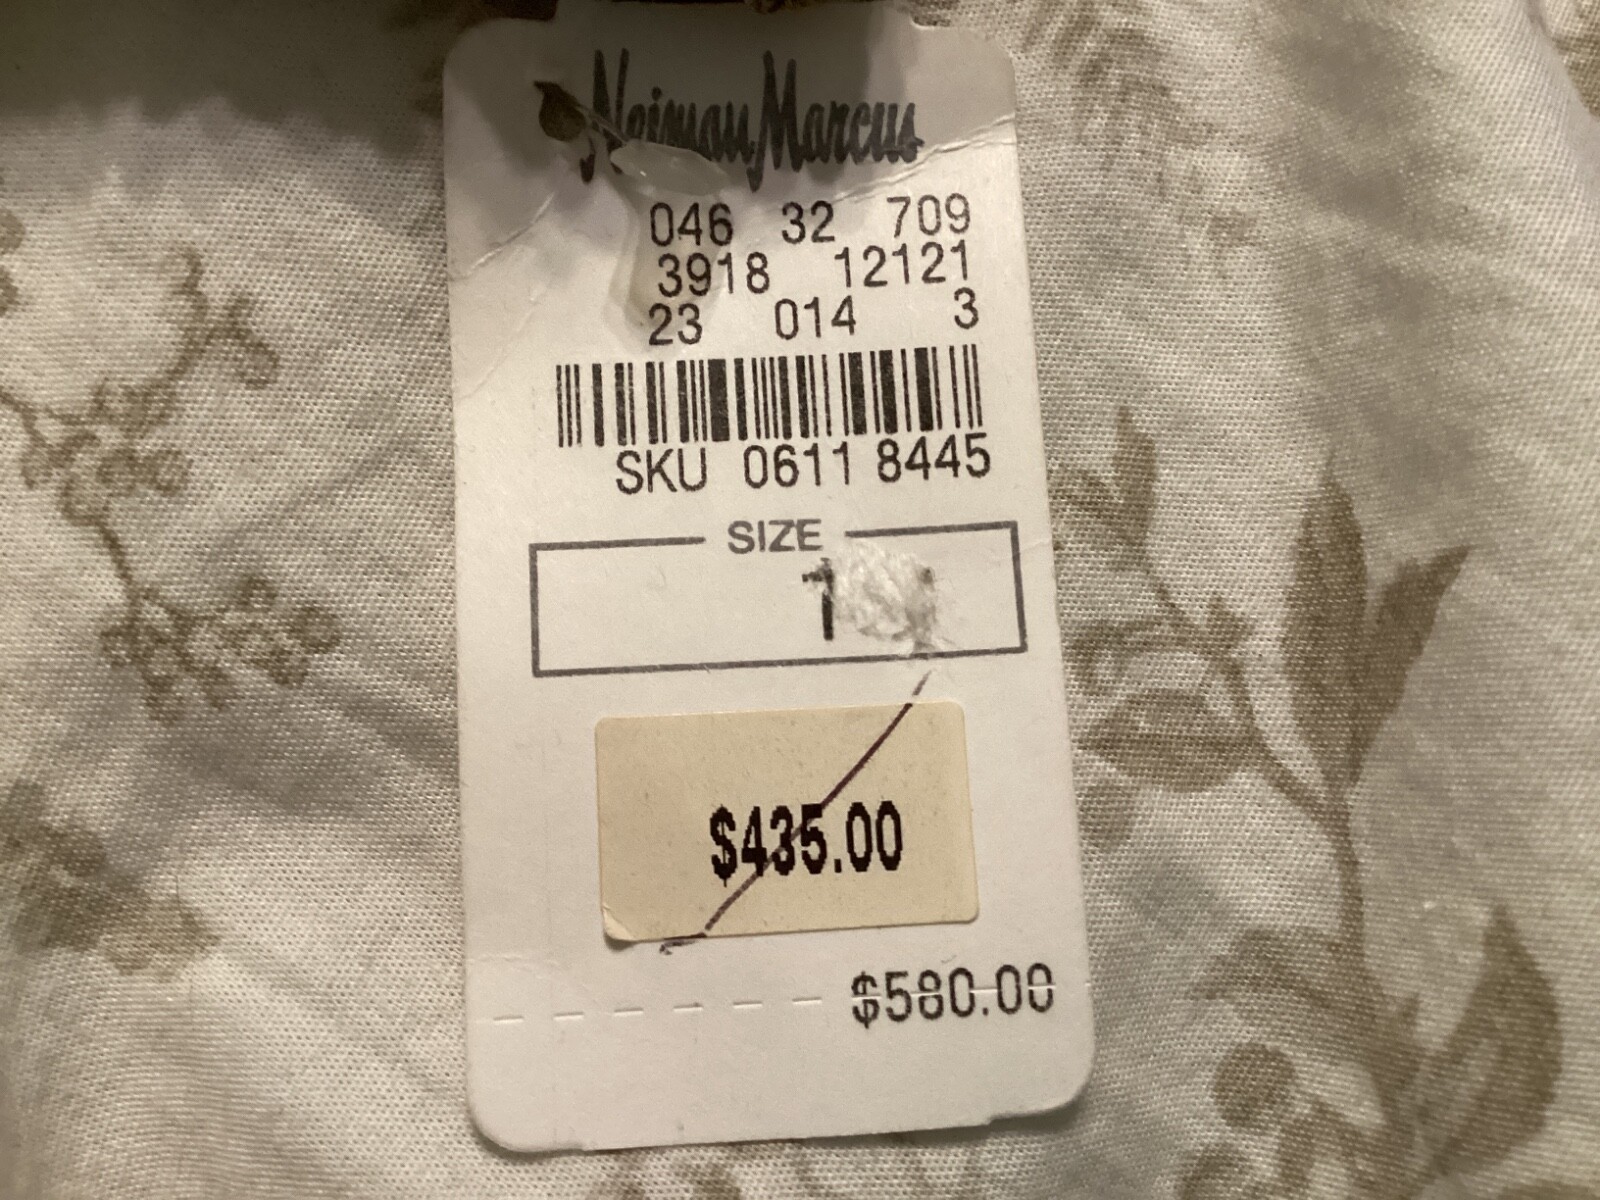 Neiman Marcus
046 32 709
3918 12121
23 014 3
SKU 0611 8445
SIZE
$435.00
$580.00